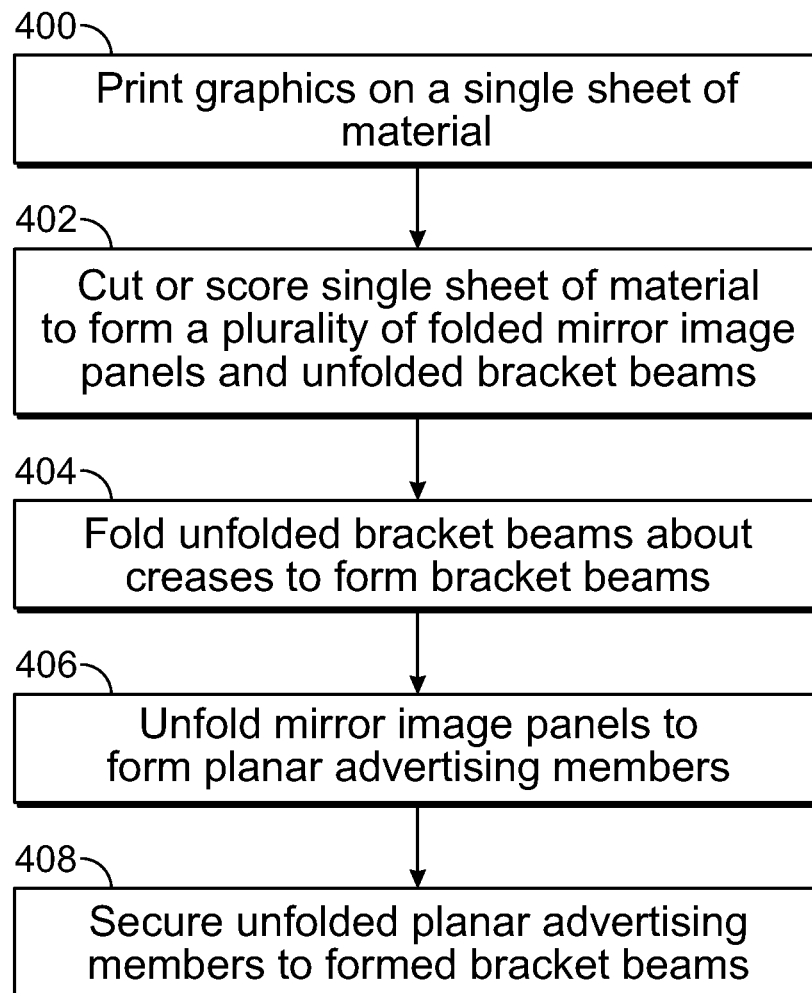 400
Print graphics on a single sheet of
material
402
Cut or score single sheet of material
to form a plurality of folded mirror image
panels and unfolded bracket beams
404
Fold unfolded bracket beams about
creases to form bracket beams
406
Unfold mirror image panels to
form planar advertising members
408
Secure unfolded planar advertising
members to formed bracket beams